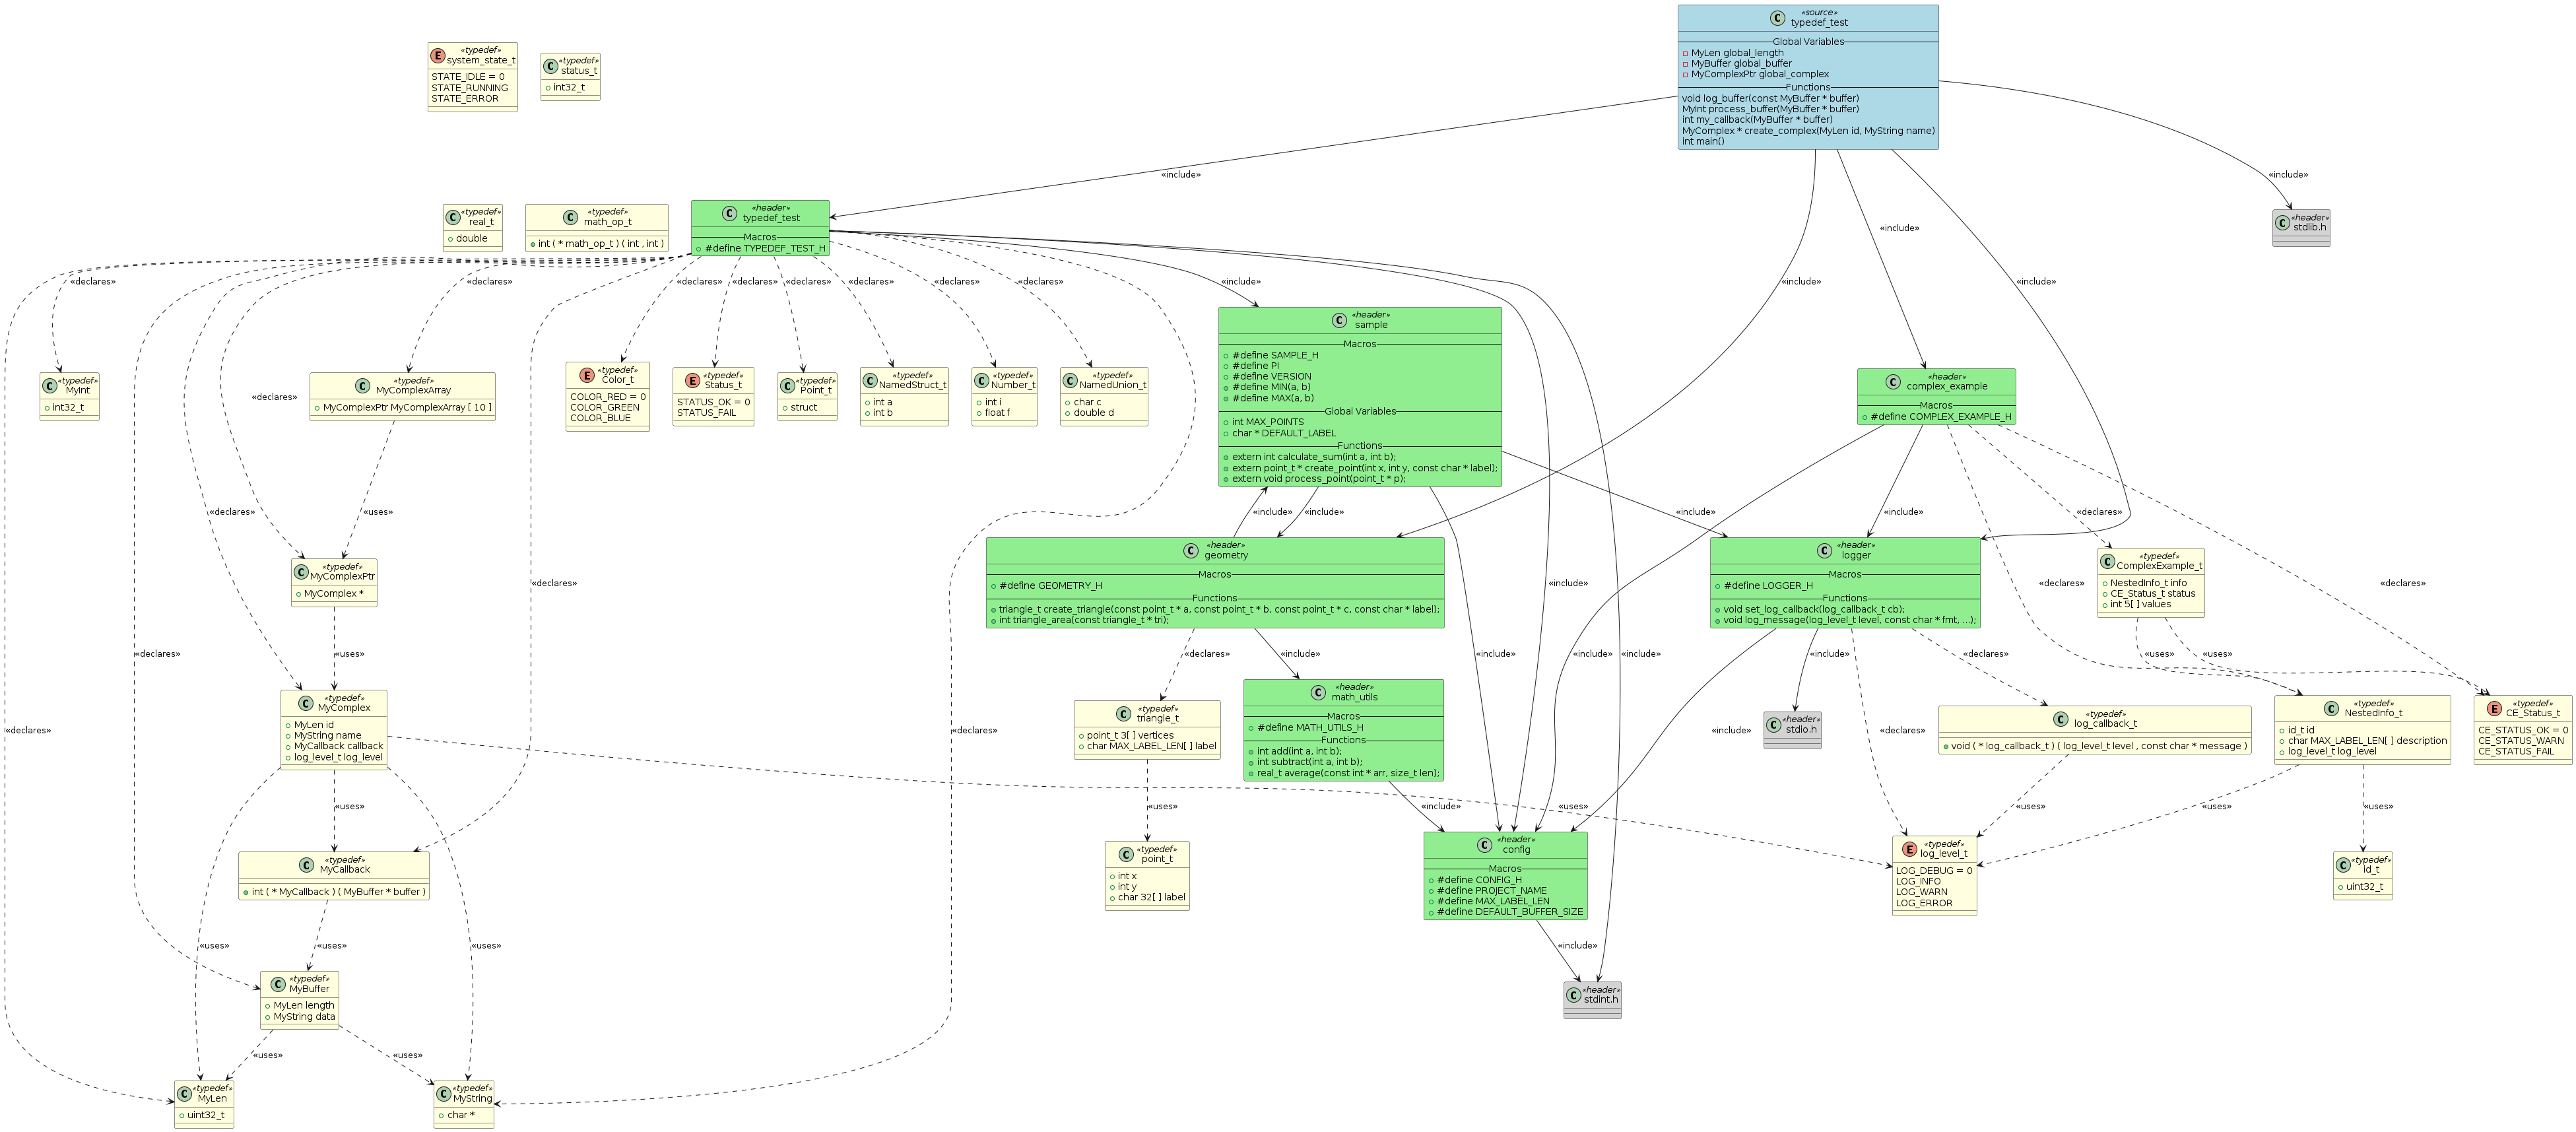 «source»
typedef_test
Global Variables
MyLen global_length
MyBuffer global_buffer
MyComplexPtr global_complex
Functions
void log_buffer(const MyBuffer * buffer)
MyInt process_buffer(MyBuffer * buffer)
int my_callback(MyBuffer * buffer)
MyComplex * create_complex(MyLen id, MyString name)
int main()
E
«typedef»
system_state_t
STATE_IDLE = 0
STATE_RUNNING
STATE_ERROR
C
«typedef»
status_t
int32_t
«include»
«include»
C
«typedef»
real_t
double
C
«typedef»
math_op_t
int ( * math_op_t ) ( int , int )
C
«header»
typedef_test
Macros
#define TYPEDEF_TEST_H
«include»
C
«header»
stdlib.h
«declares»
«declares»
«declares»
«declares»
«declares»
«declares»
«declares»
«declares»
«include»
«include»
«include»
C
«header»
sample
Macros
#define SAMPLE_H
#define PI
#define VERSION
#define MIN(a, b)
#define MAX(a, b)
Global Variables
int MAX_POINTS
char * DEFAULT_LABEL
Functions
extern int calculate_sum(int a, int b);
extern point_t * create_point(int x, int y, const char * label);
extern void process_point(point_t * p);
C
«typedef»
MyInt
int32_t
«declares»
C
«typedef»
MyComplexArray
MyComplexPtr MyComplexArray [ 10 ]
E
«typedef»
Color_t
COLOR_RED = 0
COLOR_GREEN
COLOR_BLUE
E
«typedef»
Status_t
STATUS_OK = 0
STATUS_FAIL
C
«typedef»
Point_t
struct
C
«typedef»
NamedStruct_t
int a
int b
C
«typedef»
Number_t
int i
float f
C
«typedef»
NamedUnion_t
char c
double d
C
«header»
complex_example
Macros
#define COMPLEX_EXAMPLE_H
«declares»
«uses»
«include»
«include»
«include»
«include»
«declares»
C
«typedef»
MyComplexPtr
MyComplex *
«declares»
C
«header»
geometry
Macros
#define GEOMETRY_H
Functions
triangle_t create_triangle(const point_t * a, const point_t * b, const point_t * c, const char * label);
int triangle_area(const triangle_t * tri);
«include»
C
«header»
logger
Macros
#define LOGGER_H
Functions
void set_log_callback(log_callback_t cb);
void log_message(log_level_t level, const char * fmt, ...);
«declares»
C
«typedef»
ComplexExample_t
NestedInfo_t info
CE_Status_t status
int 5[ ] values
«declares»
«declares»
«uses»
«declares»
«include»
«include»
«include»
«include»
«include»
«declares»
«uses»
«uses»
C
«typedef»
MyComplex
MyLen id
MyString name
MyCallback callback
log_level_t log_level
«declares»
«declares»
C
«typedef»
triangle_t
point_t 3[ ] vertices
char MAX_LABEL_LEN[ ] label
C
«header»
math_utils
Macros
#define MATH_UTILS_H
Functions
int add(int a, int b);
int subtract(int a, int b);
real_t average(const int * arr, size_t len);
«include»
C
«header»
stdio.h
«declares»
C
«typedef»
log_callback_t
void ( * log_callback_t ) ( log_level_t level , const char * message )
C
«typedef»
NestedInfo_t
id_t id
char MAX_LABEL_LEN[ ] description
log_level_t log_level
E
«typedef»
CE_Status_t
CE_STATUS_OK = 0
CE_STATUS_WARN
CE_STATUS_FAIL
«uses»
«uses»
«include»
«uses»
«uses»
«uses»
«uses»
C
«typedef»
MyCallback
int ( * MyCallback ) ( MyBuffer * buffer )
C
«typedef»
point_t
int x
int y
char 32[ ] label
C
«header»
config
Macros
#define CONFIG_H
#define PROJECT_NAME
#define MAX_LABEL_LEN
#define DEFAULT_BUFFER_SIZE
E
«typedef»
log_level_t
LOG_DEBUG = 0
LOG_INFO
LOG_WARN
LOG_ERROR
C
«typedef»
id_t
uint32_t
«uses»
«uses»
«uses»
«include»
C
«typedef»
MyBuffer
MyLen length
MyString data
C
«header»
stdint.h
«uses»
«uses»
C
«typedef»
MyLen
uint32_t
C
«typedef»
MyString
char *